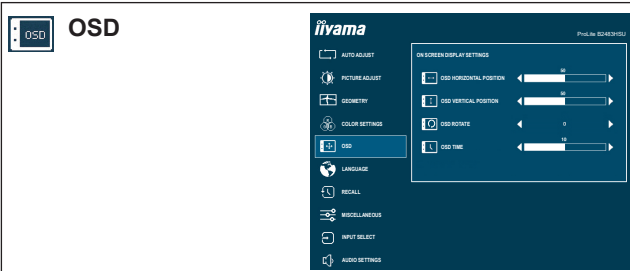 OSD
OSD
iiyama
ProLite B2483HSU
AUTO ADJUST
PICTURE ADJUST
GEOMETRY
COLOR SETTINGS
OSD
LANGUAGE
RECALL
MISCELLANEOUS
INPUT SELECT
AUDIO SETTINGS
ON SCREEN DISPLAY SETTINGS
OSD HORIZONTAL POSITION
50
OSD VERTICAL POSITION
50
OSD ROTATE
0
OSD TIME
10